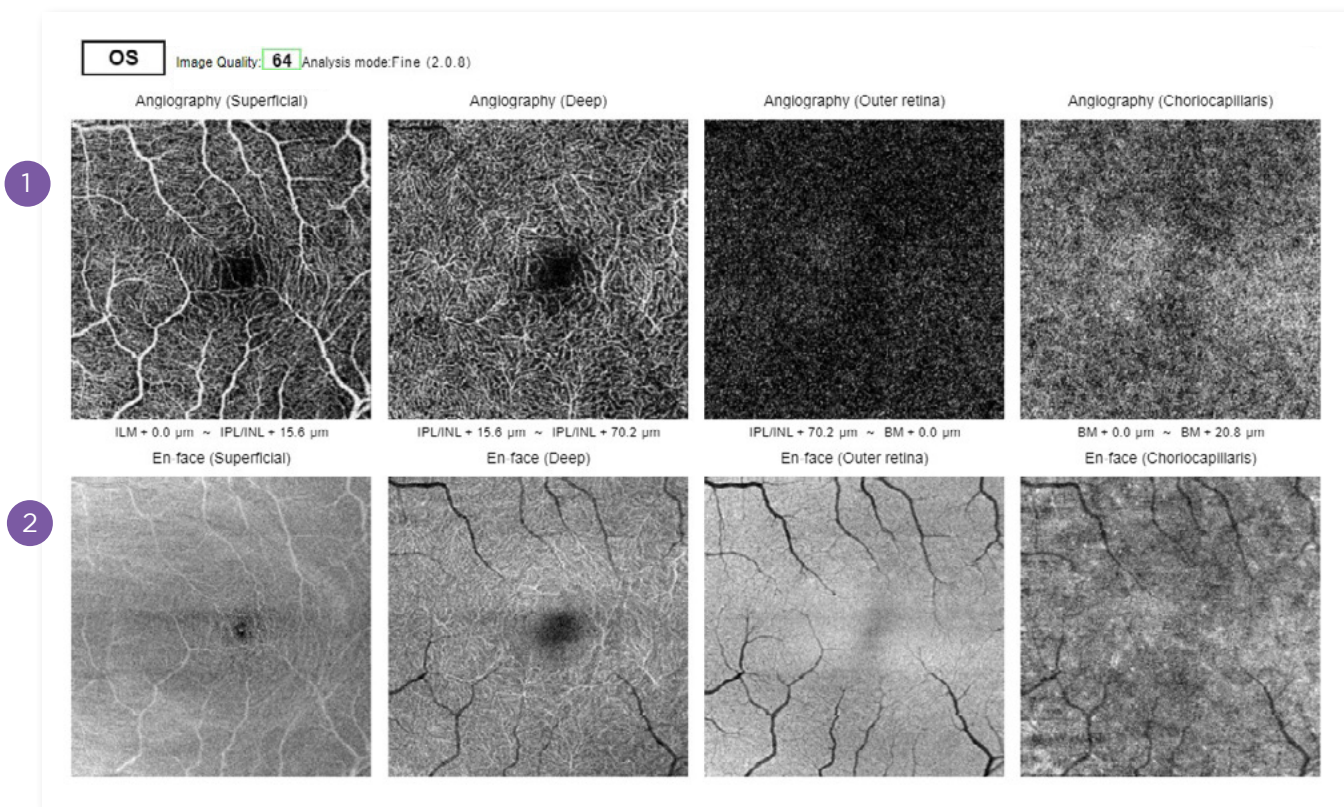 OS Image Quality: 64 Analysis mode:Fine (2.0.8)
Angiography (Superficial) Angiography (Deep) Angiography (Outer retina) Angiography (Choriocapillaris)
1
ILM + 0.0 µm ~ IPL/INL + 15.6 µm IPL/INL + 15.6 µm ~ IPL/INL + 70.2 µm IPL/INL + 70.2 µm ~ BM + 0.0 µm BM + 0.0 µm ~ BM + 20.8 µm
En-face (Superficial) En-face (Deep) En-face (Outer retina) En-face (Choriocapillaris)
2